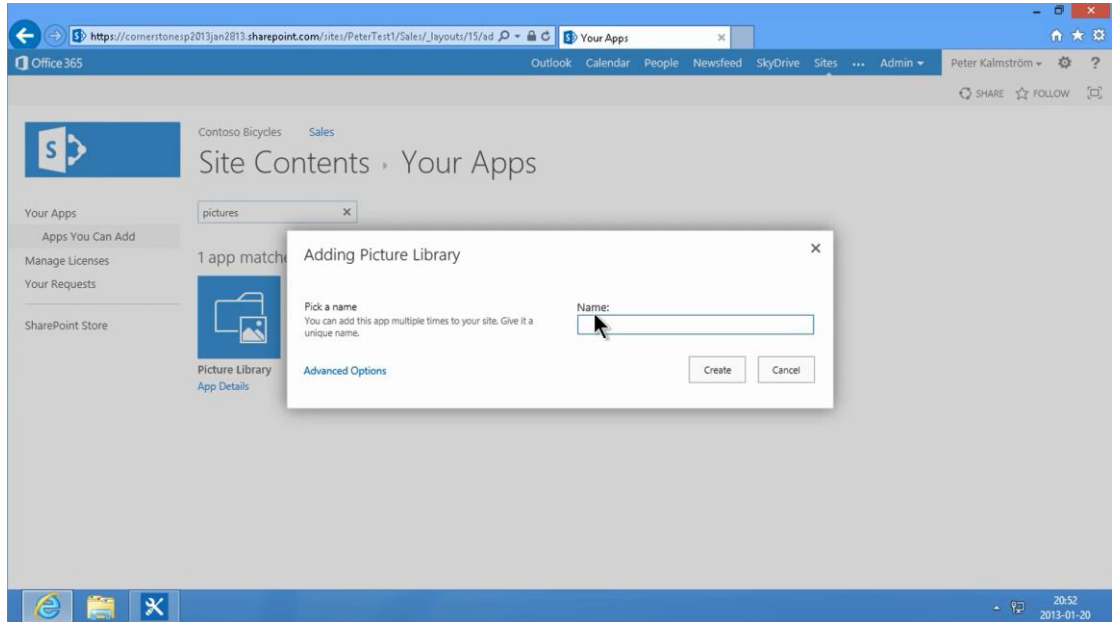 https://cornerstonesp2013jan2813.sharepoint.com/sites/PeterTest1/Sales/_layouts/15/ad
Your Apps
Office 365
Outlook Calendar People Newsfeed SkyDrive Sites ... Admin
Peter Kalmström
?
SHARE FOLLOW
S
Contoso Bicycles Sales
Site Contents › Your Apps
Your Apps
Apps You Can Add
Manage Licenses
Your Requests
SharePoint Store
pictures
1 app matche
Picture Library
App Details
Adding Picture Library
Pick a name
You can add this app multiple times to your site. Give it a
unique name.
Name:
Advanced Options
Create Cancel
20:52
2013-01-20